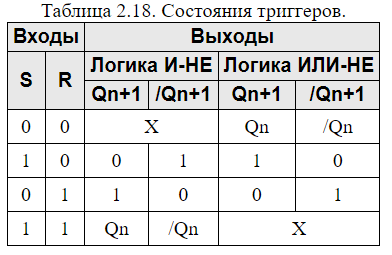 Таблица 2.18. Состояния триггеров.
Входы Выходы
S R Логика И-НЕ Логика ИЛИ-НЕ
Qn+1 /Qn+1 Qn+1 /Qn+1
0 0 X Qn /Qn
1 0 0 1 1 0
0 1 1 0 0 1
1 1 Qn /Qn X